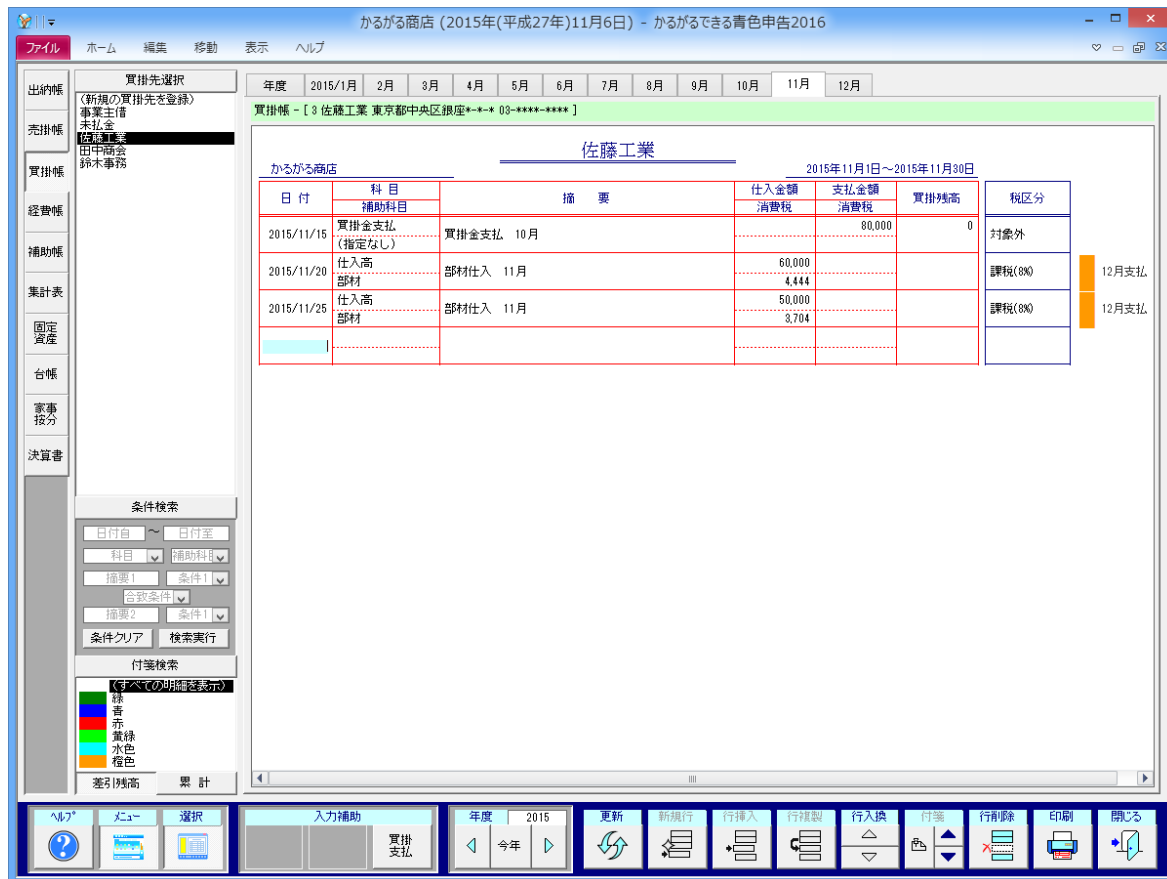 かるがる商店 (2015年(平成27年)11月6日) - かるがるできる青色申告2016
ファイル ホーム 編集 移動 表示 ヘルプ
出納帳
売掛帳
買掛帳
経費帳
補助帳
集計表
固定
資産
台帳
家事
按分
決算書
買掛先選択
(新規の買掛先を登録)
事業主借
未払金
佐藤工業
田中商会
鈴木事務
条件検索
日付自 ～ 日付至
科目 補助科目
摘要1 条件1
合致条件
摘要2 条件1
条件クリア 検索実行
付箋検索
(すべての明細を表示)
緑
青
赤
黄緑
水色
橙色
差引残高 累 計
年度 2015/1月 2月 3月 4月 5月 6月 7月 8月 9月 10月 11月 12月
買掛帳 - [ 3 佐藤工業 東京都中央区銀座*-*-* 03-****-**** ]
佐藤工業
かるがる商店 2015年11月1日～2015年11月30日
日 付 科 目 摘 要 仕入金額 支払金額 買掛残高 税区分
補助科目 消費税 消費税
2015/11/15 買掛金支払 買掛金支払 10月 80,000 0 対象外
(指定なし)
2015/11/20 仕入高 部材仕入 11月 60,000 課税(8%) 12月支払
部材 4,444
2015/11/25 仕入高 部材仕入 11月 50,000 課税(8%) 12月支払
部材 3,704
ヘルプ メニュー 選択 入力補助 年度 2015 更新 新規行 行挿入 行複製 行入換 付箋 行削除 印刷 閉じる
買掛
支払
今年